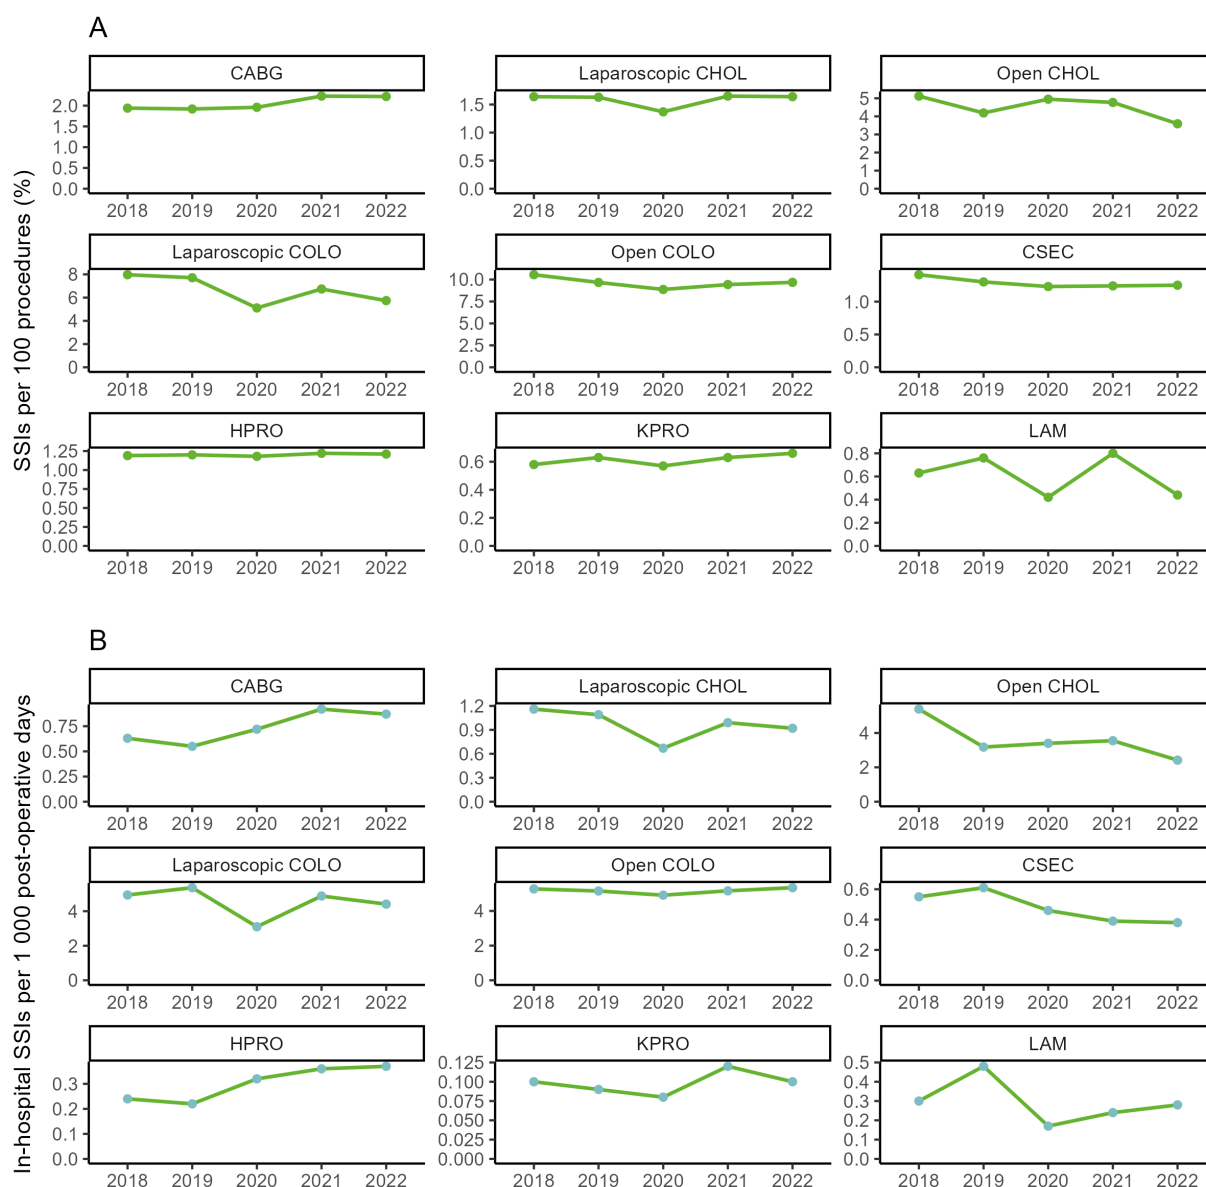 A
CABG
Laparoscopic CHOL
Open CHOL
2.0
1.5
1.0
0.5
0.0
1.5
1.0
0.5
0.0
5
4
3
2
1
0
2018 2019 2020 2021 2022
2018 2019 2020 2021 2022
2018 2019 2020 2021 2022
SSIs per 100 procedures (%)
Laparoscopic COLO
Open COLO
CSEC
8
6
4
2
0
10.0
7.5
5.0
2.5
0.0
1.0
0.5
0.0
2018 2019 2020 2021 2022
2018 2019 2020 2021 2022
2018 2019 2020 2021 2022
HPRO
KPRO
LAM
1.25
1.00
0.75
0.50
0.25
0.00
0.6
0.4
0.2
0.0
0.8
0.6
0.4
0.2
0.0
2018 2019 2020 2021 2022
2018 2019 2020 2021 2022
2018 2019 2020 2021 2022
B
CABG
Laparoscopic CHOL
Open CHOL
0.75
0.50
0.25
0.00
1.2
0.9
0.6
0.3
0.0
4
2
0
2018 2019 2020 2021 2022
2018 2019 2020 2021 2022
2018 2019 2020 2021 2022
In-hospital SSIs per 1 000 post-operative days
Laparoscopic COLO
Open COLO
CSEC
4
2
0
4
2
0
0.6
0.4
0.2
0.0
2018 2019 2020 2021 2022
2018 2019 2020 2021 2022
2018 2019 2020 2021 2022
HPRO
KPRO
LAM
0.3
0.2
0.1
0.0
0.125
0.100
0.075
0.050
0.025
0.000
0.5
0.4
0.3
0.2
0.1
0.0
2018 2019 2020 2021 2022
2018 2019 2020 2021 2022
2018 2019 2020 2021 2022